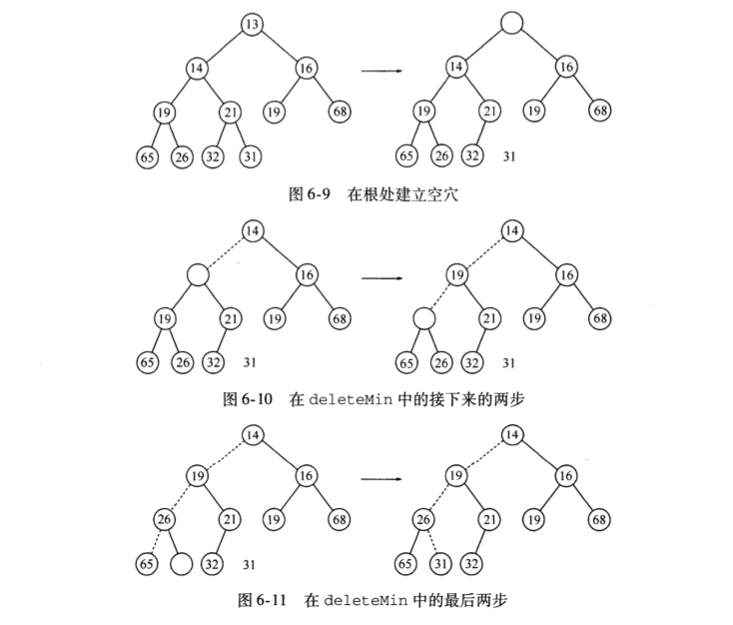 13
14 16 14 16
19 21 19 68 19 21 19 68
65 26 32 31 65 26 32 31
图 6-9 在根处建立空穴
14 14
16 19 16
19 21 19 68 21 19 68
65 26 32 31 65 26 32 31
图 6-10 在 deleteMin 中的接下来的两步
14 14
19 16 19 16
26 21 19 68 26 21 19 68
65 32 31 65 31 32
图 6-11 在 deleteMin 中的最后两步